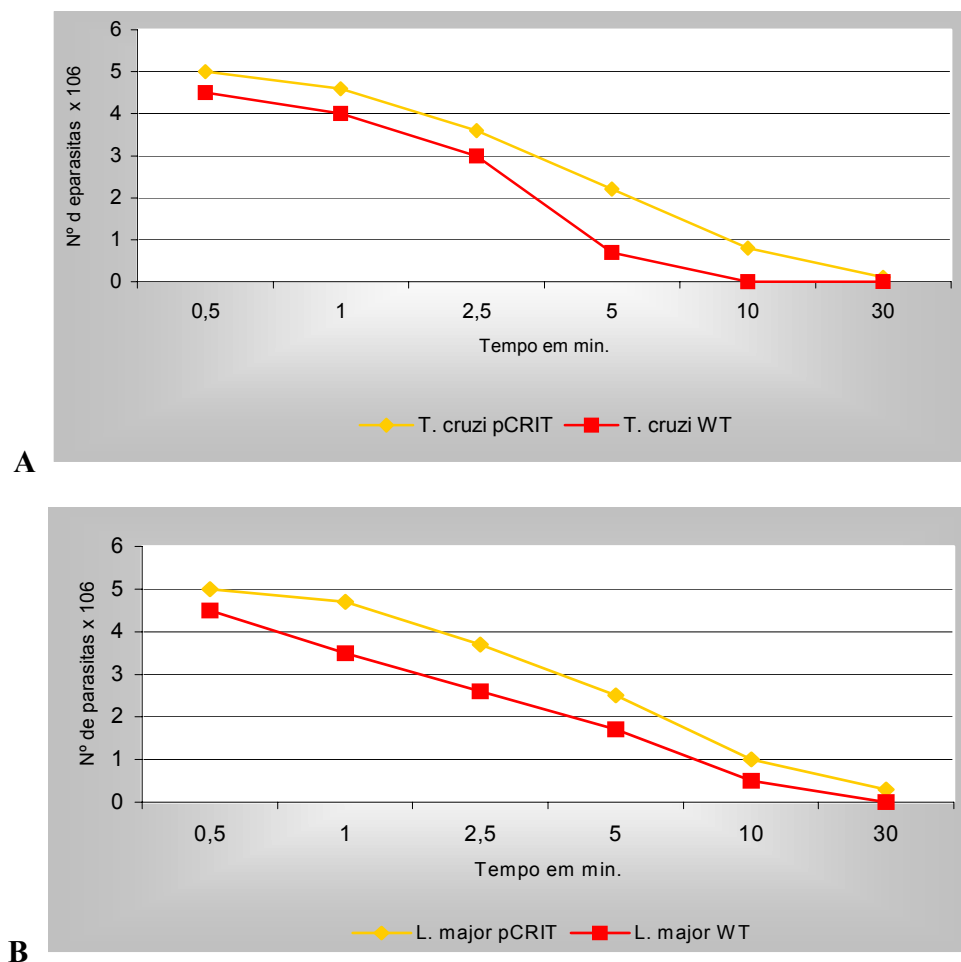 6
5
4
3
2
1
0
Nº d eparasitas x 106
0,5 1 2,5 5 10 30
Tempo em min.
T. cruzi pCRIT T. cruzi WT
A
6
5
4
3
2
1
0
Nº de parasitas x 106
0,5 1 2,5 5 10 30
Tempo em min.
L. major pCRIT L. major WT
B